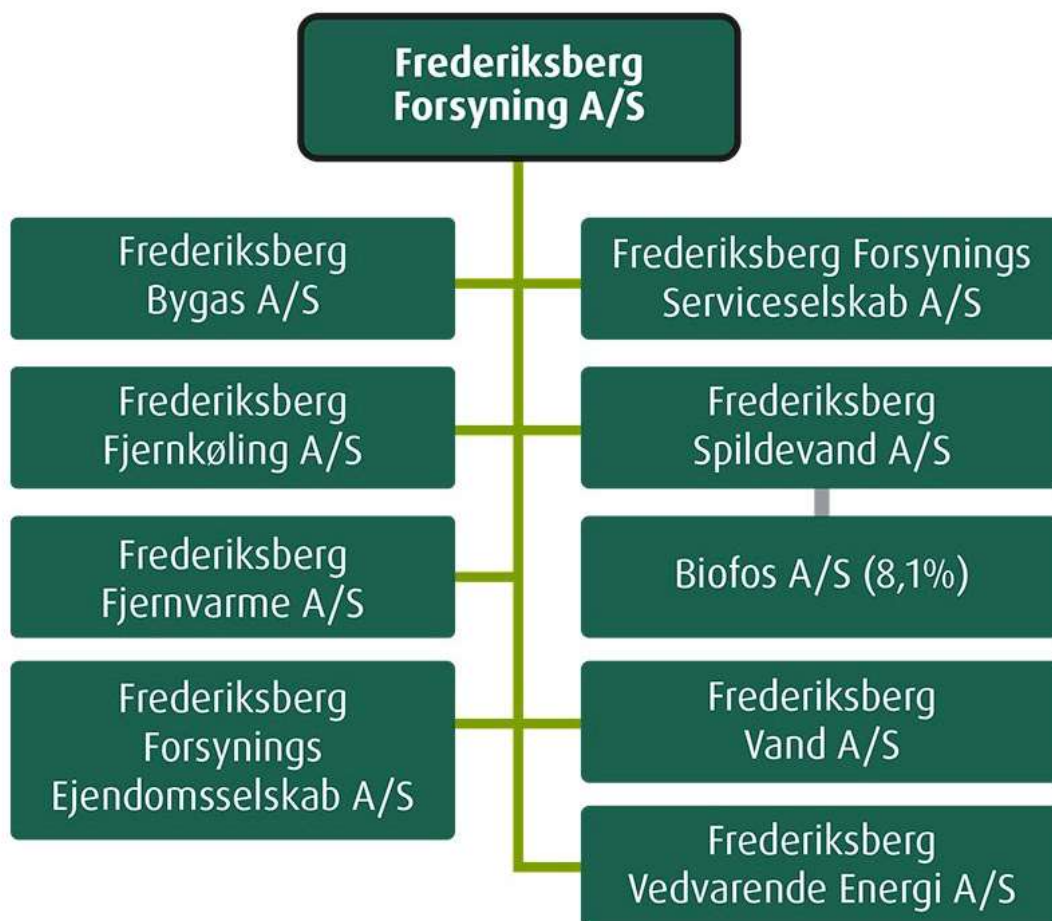 Frederiksberg
Forsyning A/S
Frederiksberg
Bygas A/S
Frederiksberg Forsynings
Serviceselskab A/S
Frederiksberg
Fjernkøling A/S
Frederiksberg
Spildevand A/S
Frederiksberg
Fjernvarme A/S
Biofos A/S (8,1%)
Frederiksberg
Forsynings
Ejendomsselskab A/S
Frederiksberg
Vand A/S
Frederiksberg
Vedvarende Energi A/S